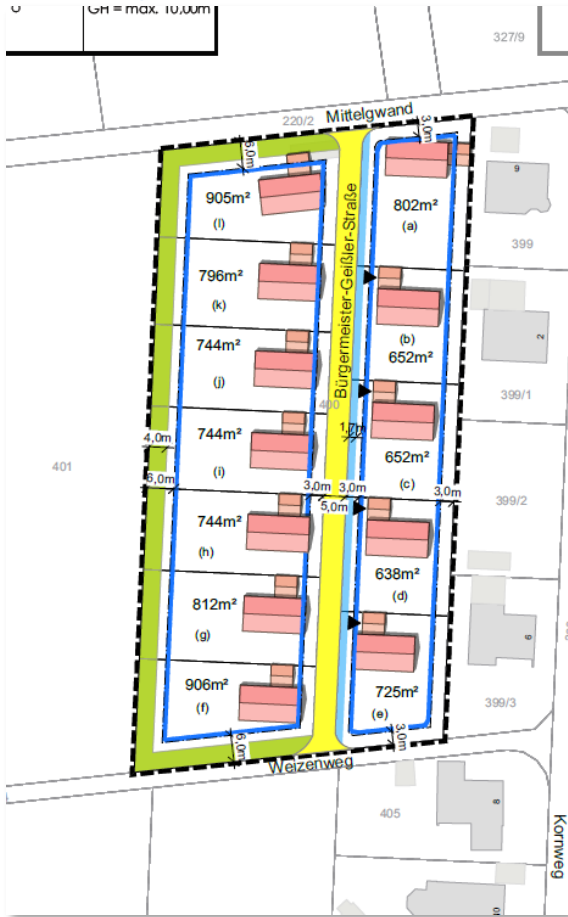 GH = max. 10,00m
327/9
Mittelgwand
220/2
6,0m
3,0m
905m²
(l)
802m²
(a)
9
399
Bürgermeister-Geißler-Straße
796m²
(k)
(b)
652m²
2
744m²
(j)
400
399/1
1,7m
744m²
(i)
652m²
(c)
401
4,0m
6,0m
3,0m
3,0m
5,0m
3,0m
399/2
744m²
(h)
638m²
(d)
812m²
(g)
6
906m²
(f)
725m²
(e)
399/3
6,0m
3,0m
Weizenweg
405
8
Kornweg
10